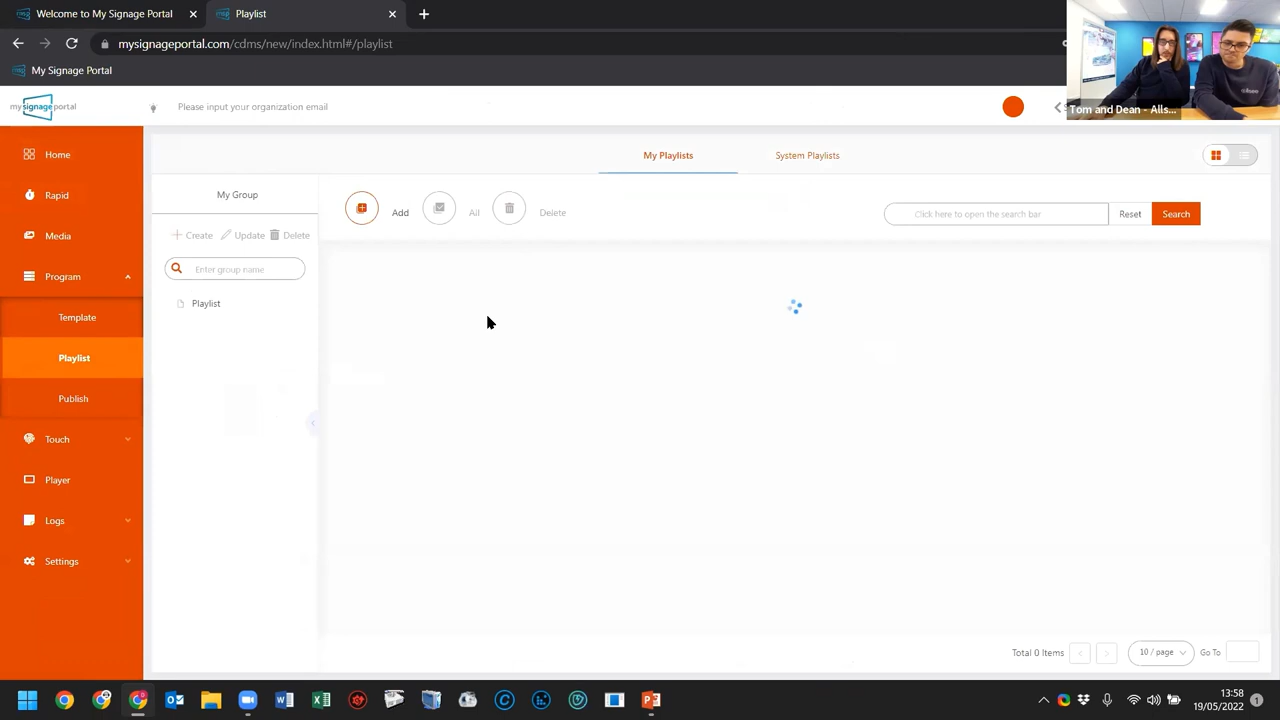 Welcome to My Signage Portal
Playlist
mysignageportal.com/cdms/new/index.html#/playlist
My Signage Portal
my signage portal
Please input your organization email
Tom and Dean - Alls...
Home
Rapid
Media
Program
Template
Playlist
Publish
Touch
Player
Logs
Settings
My Playlists
System Playlists
My Group
Create
Update
Delete
Enter group name
Playlist
Add
All
Delete
Click here to open the search bar
Reset
Search
Total 0 Items
10 / page
Go To
13:58
19/05/2022
1